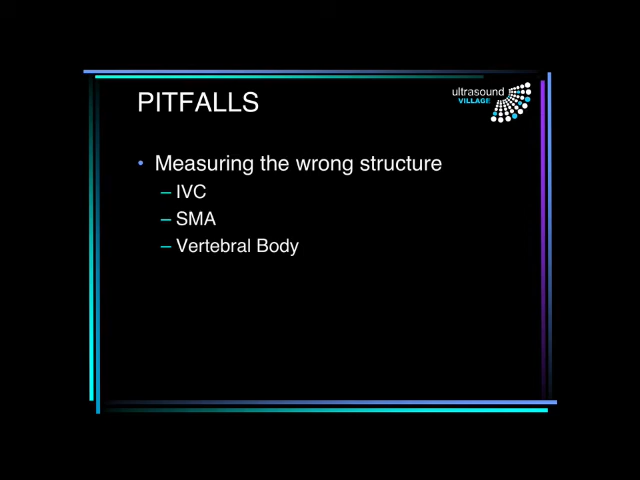 PITFALLS
ultrasound
VILLAGE
• Measuring the wrong structure
– IVC
– SMA
– Vertebral Body